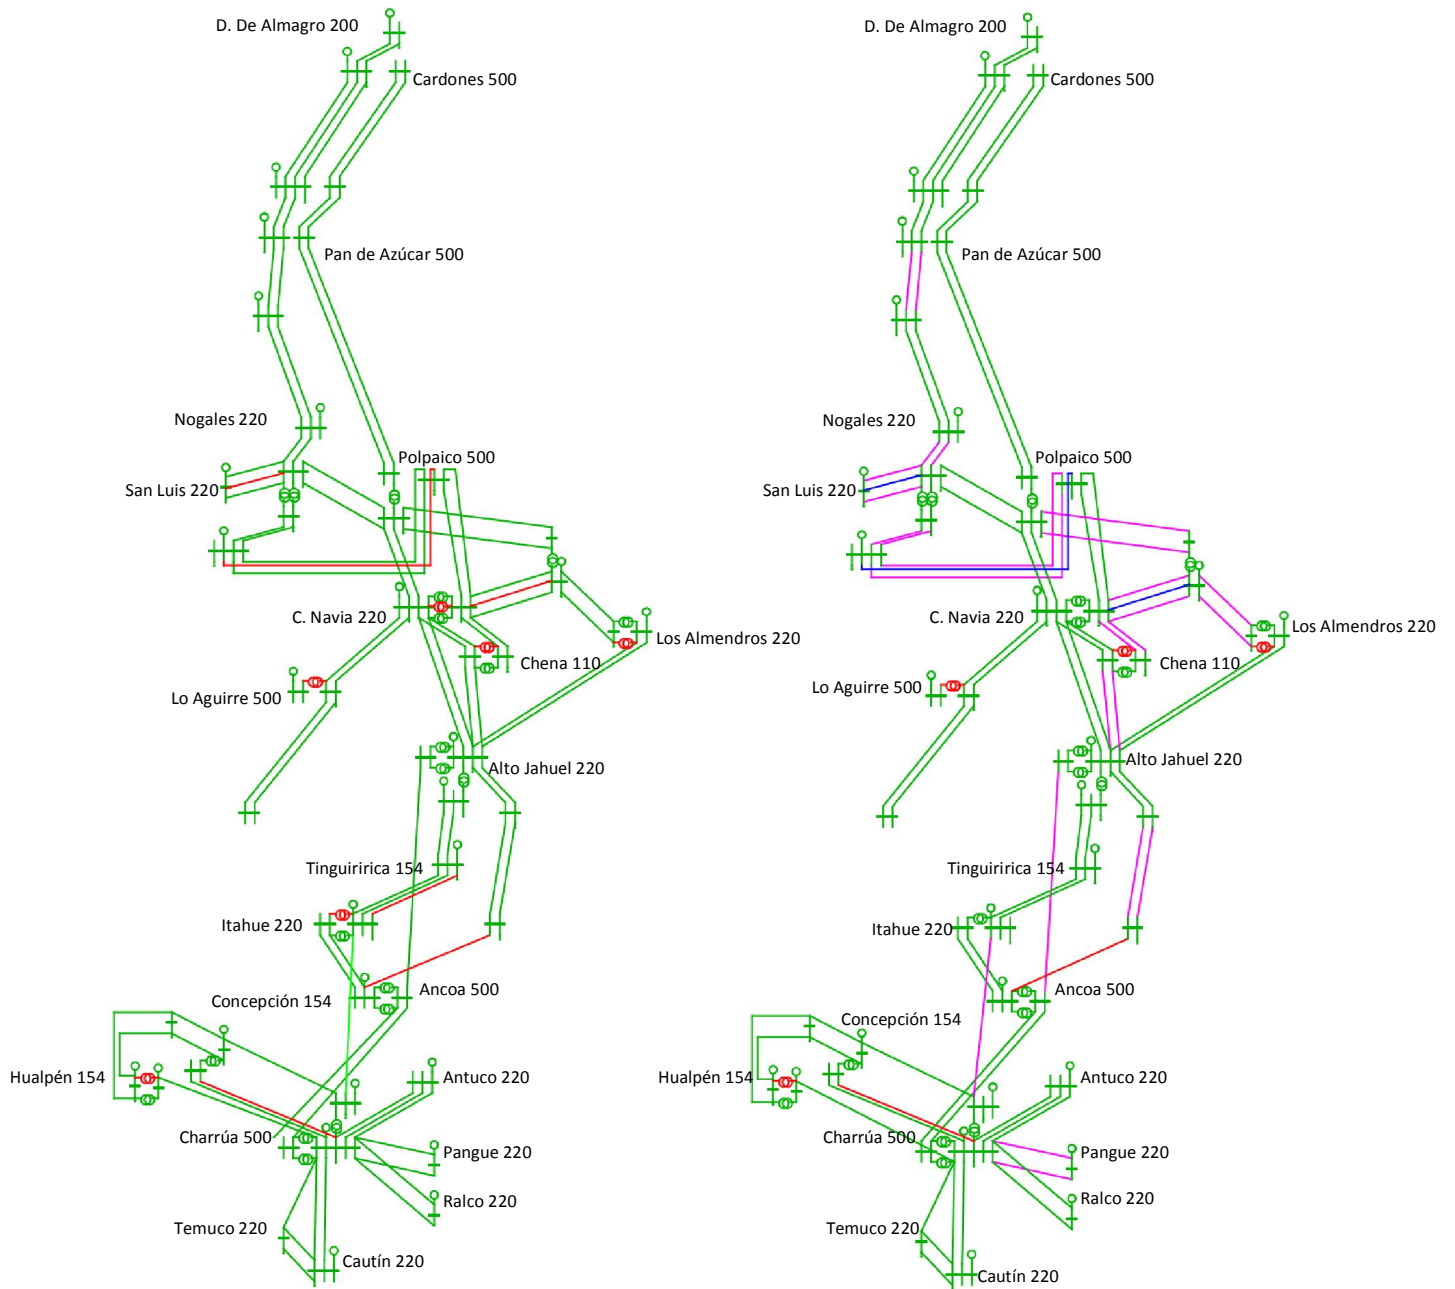 D. De Almagro 200
Cardones 500
Pan de Azúcar 500
Nogales 220
Polpaico 500
San Luis 220
C. Navia 220
Los Almendros 220
Chena 110
Lo Aguirre 500
Alto Jahuel 220
Tinguiririca 154
Itahue 220
Ancoa 500
Concepción 154
Hualpén 154
Antuco 220
Charrúa 500
Pangue 220
Ralco 220
Temuco 220
Cautín 220
D. De Almagro 200
Cardones 500
Pan de Azúcar 500
Nogales 220
Polpaico 500
San Luis 220
C. Navia 220
Los Almendros 220
Chena 110
Lo Aguirre 500
Alto Jahuel 220
Tinguiririca 154
Itahue 220
Ancoa 500
Concepción 154
Hualpén 154
Antuco 220
Charrúa 500
Pangue 220
Ralco 220
Temuco 220
Cautín 220